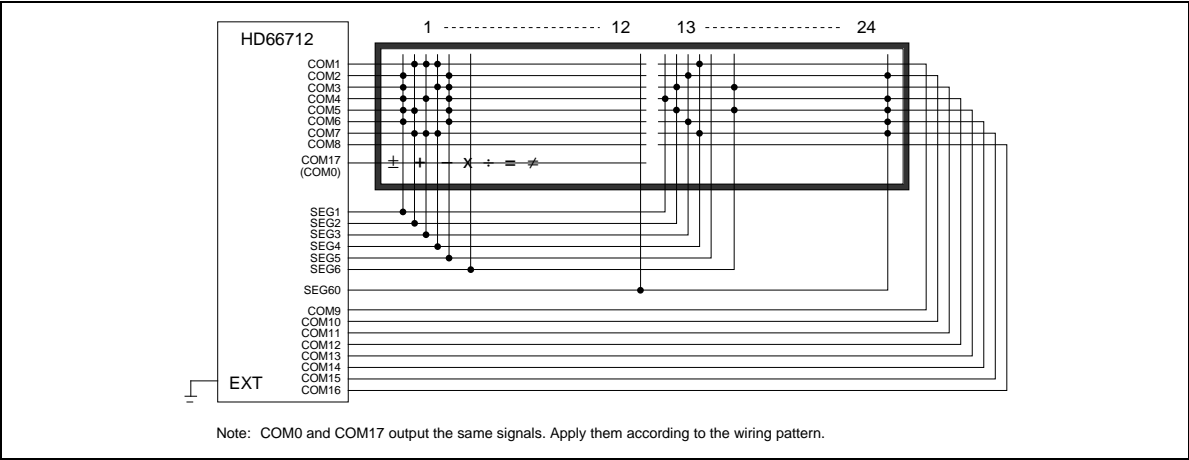 1 12 13 24
HD66712
COM1
COM2
COM3
COM4
COM5
COM6
COM7
COM8
COM17
(COM0)
± + − x ÷ = ≠
SEG1
SEG2
SEG3
SEG4
SEG5
SEG6
SEG60
COM9
COM10
COM11
COM12
COM13
COM14
COM15
COM16
EXT
Note: COM0 and COM17 output the same signals. Apply them according to the wiring pattern.